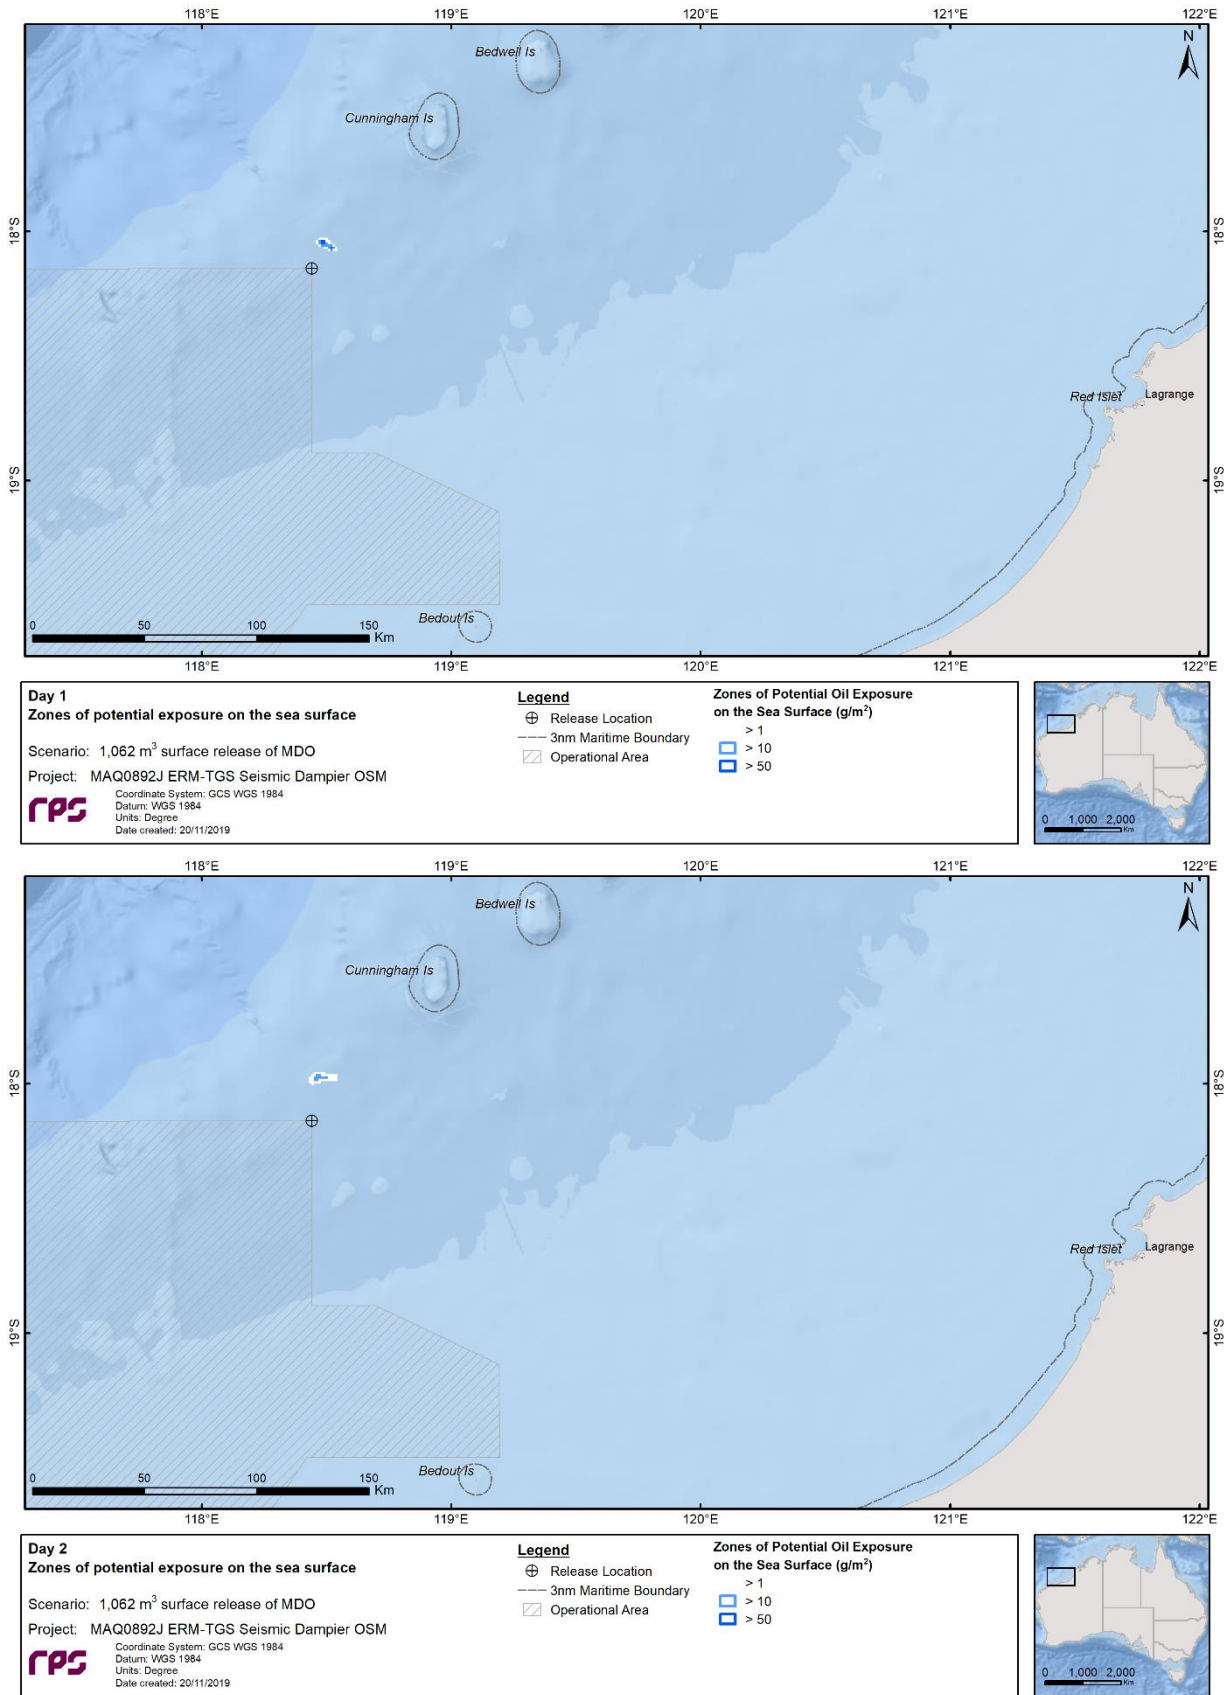 118°E 119°E 120°E 121°E 122°E
N
Bedwell Is
Cunningham Is
18°S 18°S
Red Islet Lagrange
19°S 19°S
Bedout Is
0 50 100 150
Km
118°E 119°E 120°E 121°E 122°E
Day 1
Zones of potential exposure on the sea surface
Scenario: 1,062 m³ surface release of MDO
Project: MAQ0892J ERM-TGS Seismic Dampier OSM
rps
Coordinate System: GCS WGS 1984
Datum: WGS 1984
Units: Degree
Date created: 20/11/2019
Legend
Release Location
3nm Maritime Boundary
Operational Area
Zones of Potential Oil Exposure
on the Sea Surface (g/m²)
> 1
> 10
> 50
0 1,000 2,000
Km
118°E 119°E 120°E 121°E 122°E
N
Bedwell Is
Cunningham Is
18°S 18°S
Red Islet Lagrange
19°S 19°S
Bedout Is
0 50 100 150
Km
118°E 119°E 120°E 121°E 122°E
Day 2
Zones of potential exposure on the sea surface
Scenario: 1,062 m³ surface release of MDO
Project: MAQ0892J ERM-TGS Seismic Dampier OSM
rps
Coordinate System: GCS WGS 1984
Datum: WGS 1984
Units: Degree
Date created: 20/11/2019
Legend
Release Location
3nm Maritime Boundary
Operational Area
Zones of Potential Oil Exposure
on the Sea Surface (g/m²)
> 1
> 10
> 50
0 1,000 2,000
Km